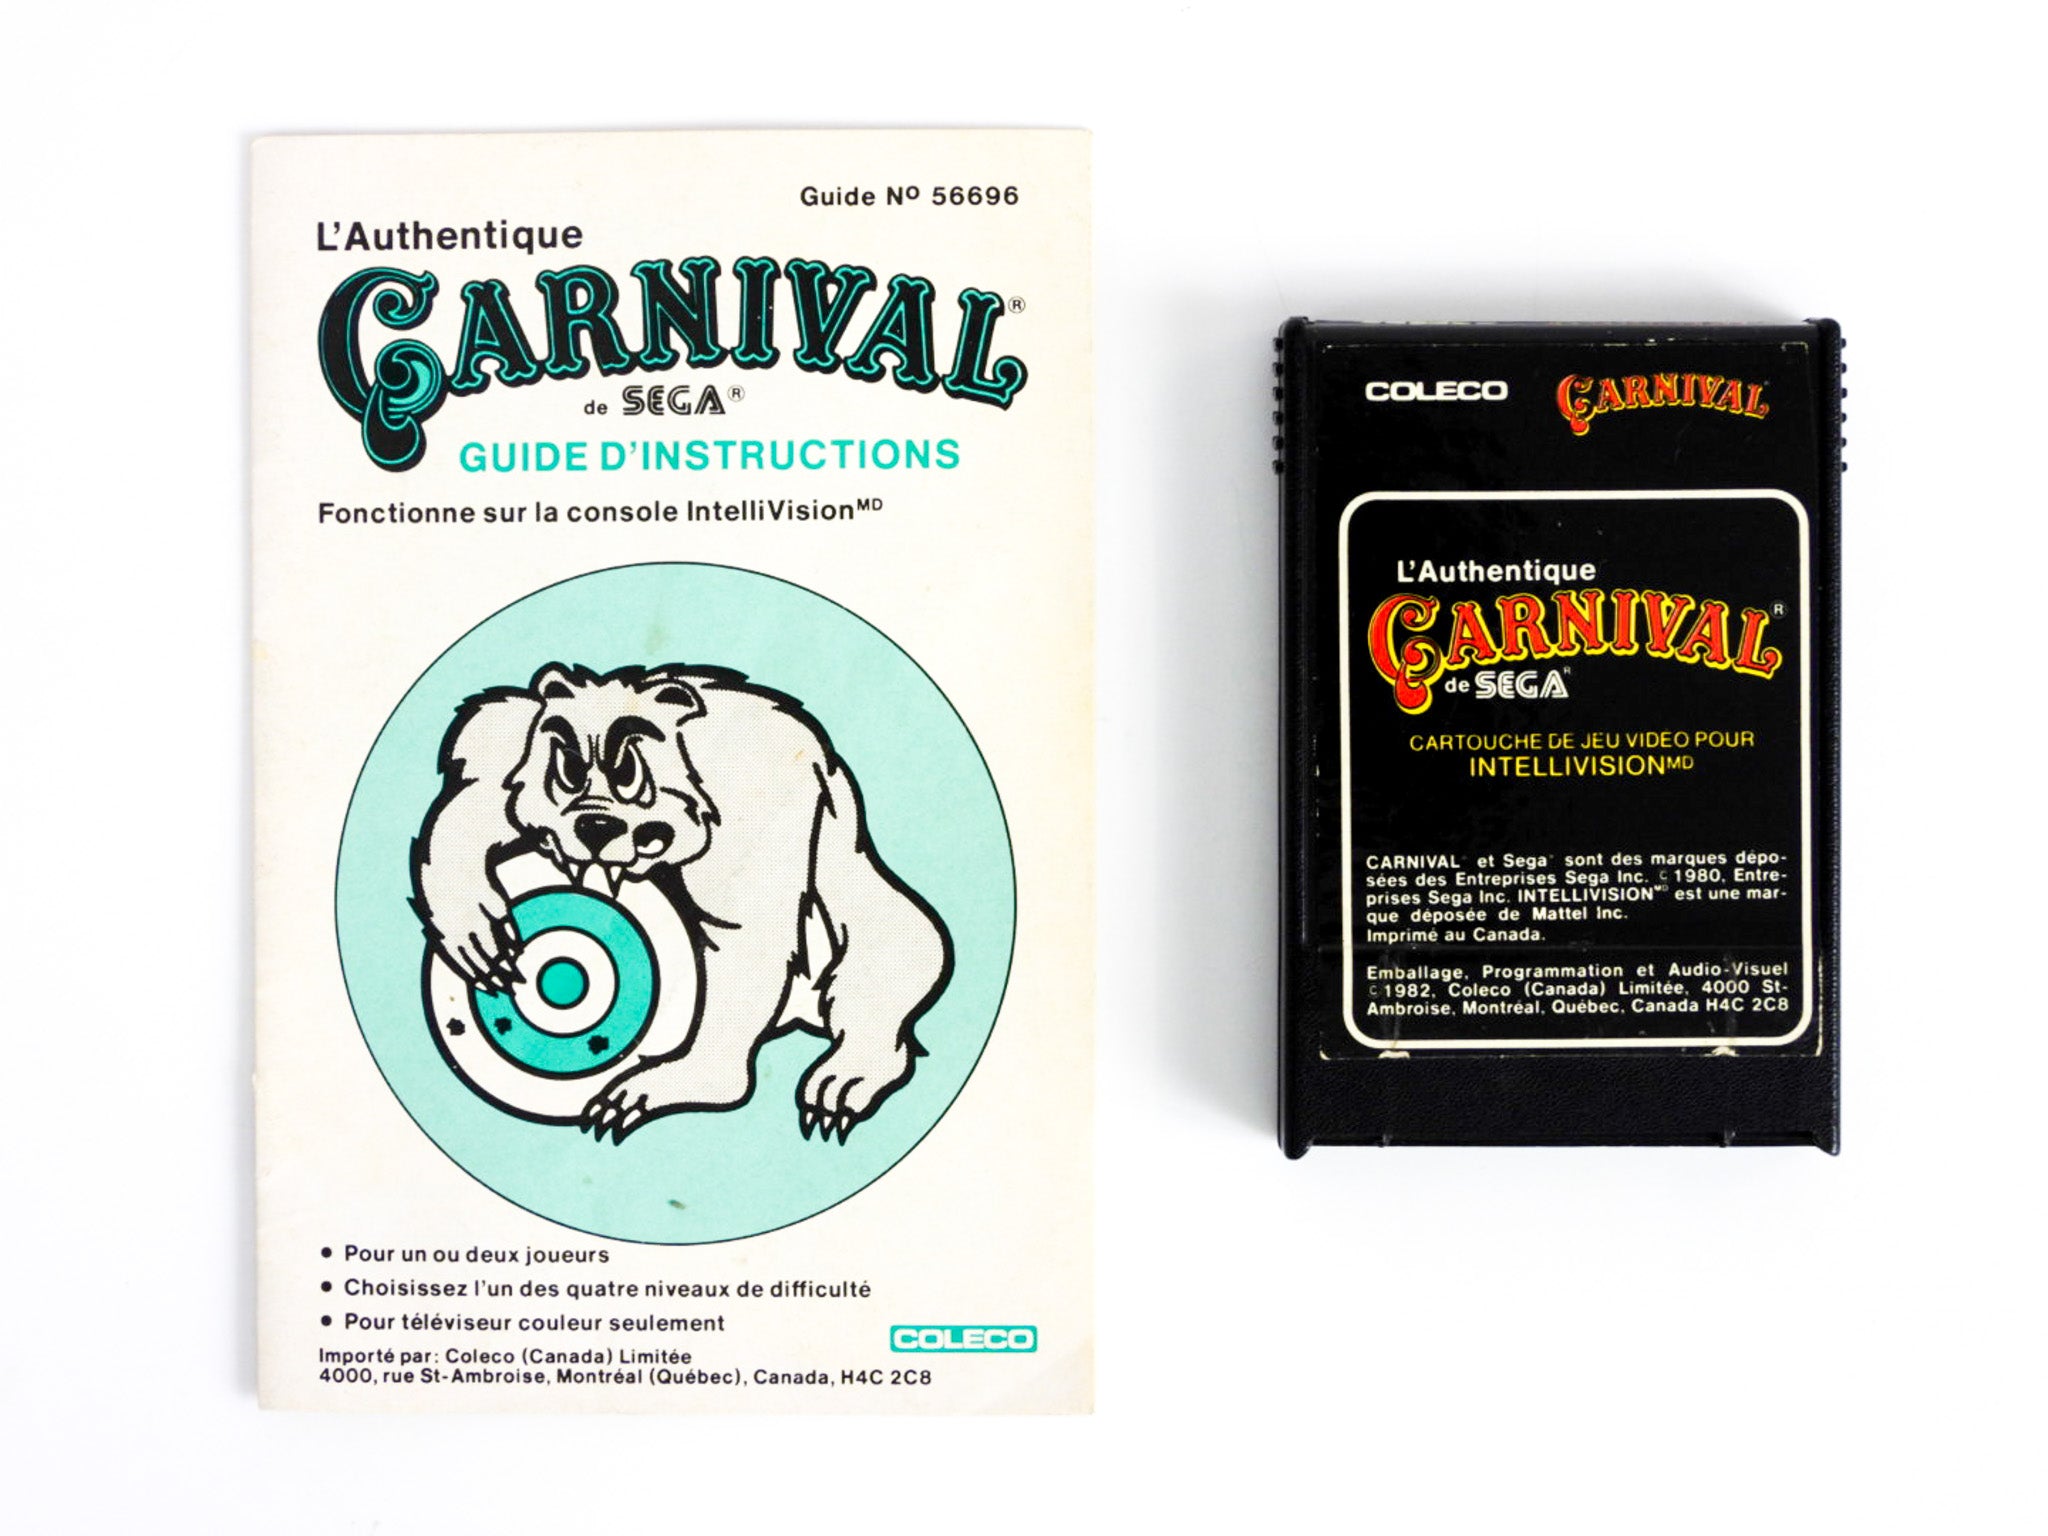 Guide Nº 56696
L'Authentique
CARNIVAL®
de SEGA®
GUIDE D'INSTRUCTIONS
Fonctionne sur la console IntelliVisionᴹᴰ
• Pour un ou deux joueurs
• Choisissez l'un des quatre niveaux de difficulté
• Pour téléviseur couleur seulement
COLECO
Importé par: Coleco (Canada) Limitée
4000, rue St-Ambroise, Montréal (Québec), Canada, H4C 2C8
COLECO CARNIVAL®
L'Authentique
CARNIVAL®
de SEGA®
CARTOUCHE DE JEU VIDEO POUR
INTELLIVISIONᴹᴰ
CARNIVAL® et Sega® sont des marques dépo-
sées des Entreprises Sega Inc. © 1980, Entre-
prises Sega Inc. INTELLIVISIONᴹᴰ est une mar-
que déposée de Mattel Inc.
Imprimé au Canada.
Emballage, Programmation et Audio-Visuel
© 1982, Coleco (Canada) Limitée, 4000 St-
Ambroise, Montréal, Québec, Canada H4C 2C8